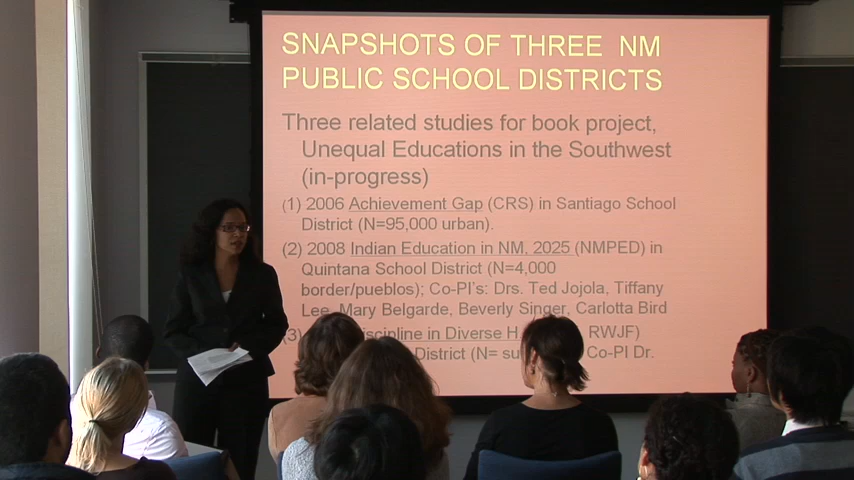 SNAPSHOTS OF THREE NM
PUBLIC SCHOOL DISTRICTS
Three related studies for book project,
Unequal Educations in the Southwest
(in-progress)
(1) 2006 Achievement Gap (CRS) in Santiago School
District (N=95,000 urban).
(2) 2008 Indian Education in NM, 2025 (NMPED) in
Quintana School District (N=4,000
border/pueblos); Co-PI's: Drs. Ted Jojola, Tiffany
Lee, Mary Belgarde, Beverly Singer, Carlotta Bird
(3) Discipline in Diverse H RWJF)
District (N= su Co-PI Dr.